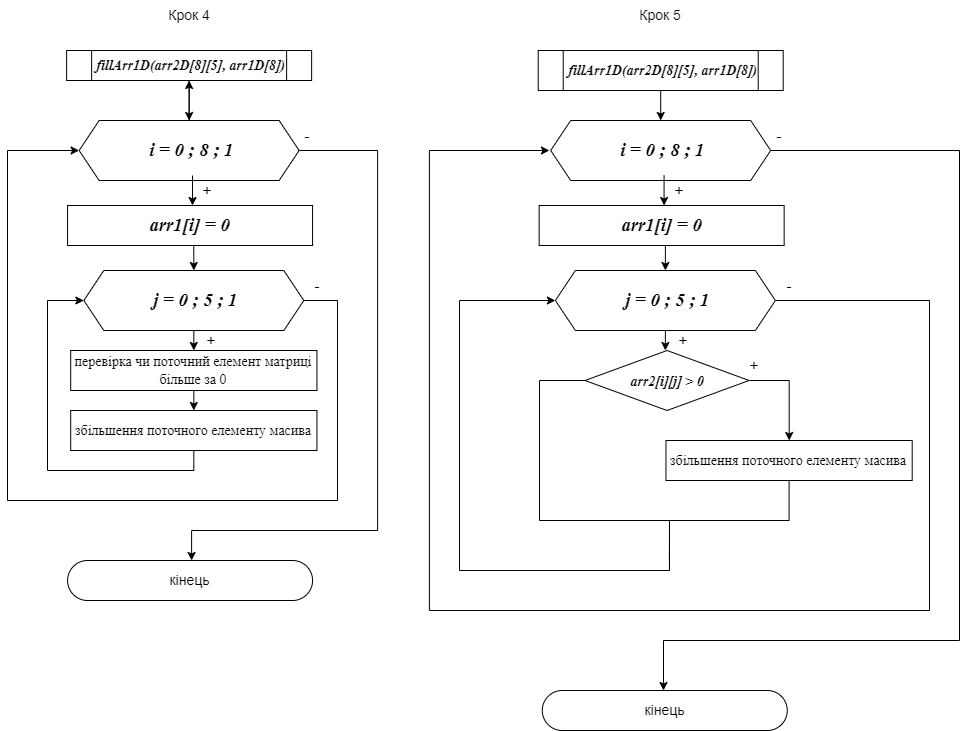 Крок 4
fillArr1D(arr2D[8][5], arr1D[8])
i = 0 ; 8 ; 1
-
+
arr1[i] = 0
j = 0 ; 5 ; 1
-
+
перевірка чи поточний елемент матриці
більше за 0
збільшення поточного елементу масива
кінець
Крок 5
fillArr1D(arr2D[8][5], arr1D[8])
i = 0 ; 8 ; 1
-
+
arr1[i] = 0
j = 0 ; 5 ; 1
-
+
arr2[i][j] > 0
+
збільшення поточного елементу масива
кінець